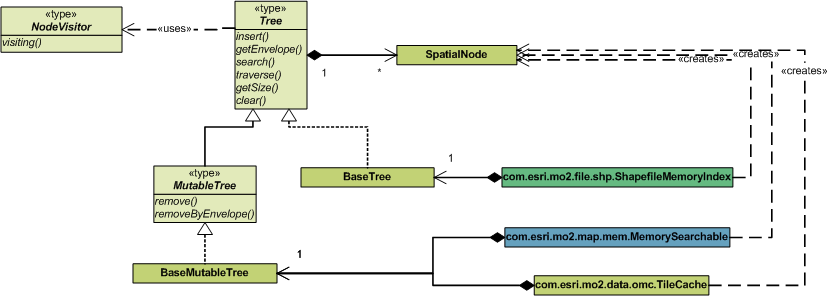 «type»
NodeVisitor
visiting()
«uses»
«type»
Tree
insert()
getEnvelope()
search()
traverse()
getSize()
clear()
1
*
SpatialNode
«creates»
«creates»
«creates»
«type»
MutableTree
remove()
removeByEnvelope()
BaseTree
1
com.esri.mo2.file.shp.ShapefileMemoryIndex
com.esri.mo2.map.mem.MemorySearchable
BaseMutableTree
1
com.esri.mo2.data.omc.TileCache